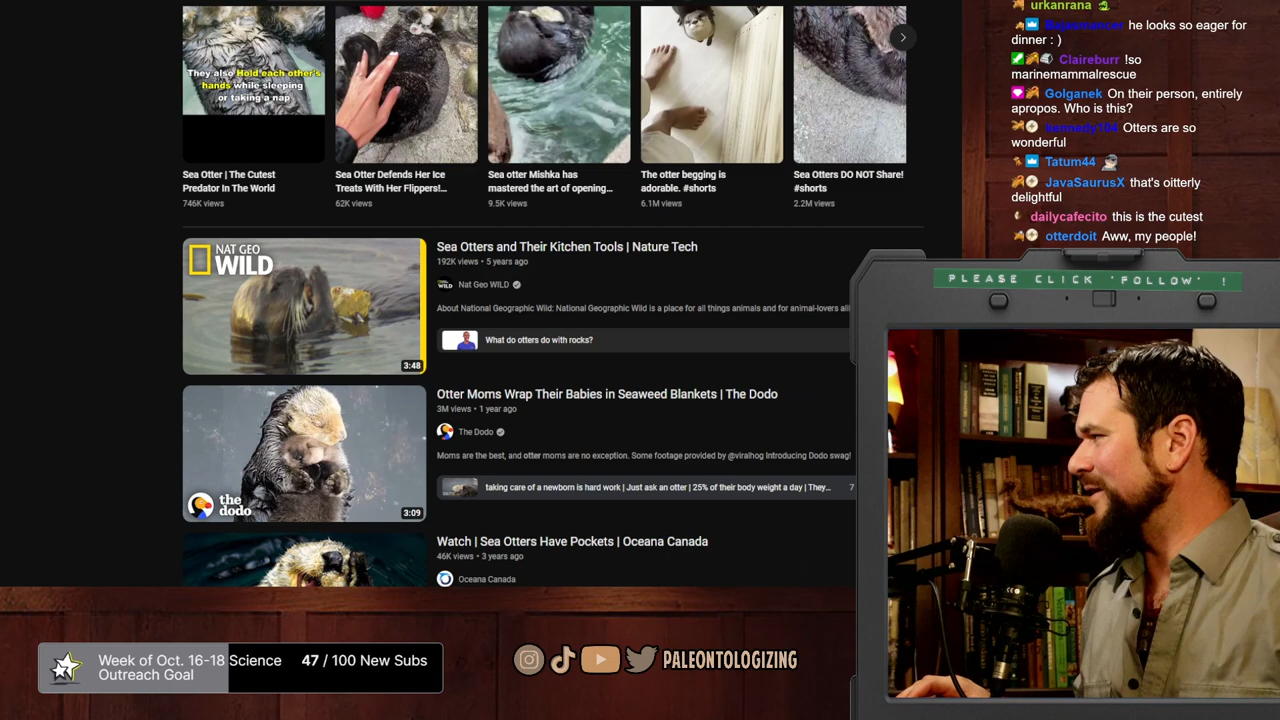 They also Hold each other's
hands while sleeping
or taking a nap
Sea Otter | The Cutest
Predator In The World
746K views
Sea Otter Defends Her Ice
Treats With Her Flippers!...
62K views
Sea otter Mishka has
mastered the art of opening...
9.5K views
The otter begging is
adorable. #shorts
6.1M views
Sea Otters DO NOT Share!
#shorts
2.2M views
NAT GEO
WILD
3:48
Sea Otters and Their Kitchen Tools | Nature Tech
192K views • 5 years ago
Nat Geo WILD
About National Geographic Wild: National Geographic Wild is a place for all things animals and for animal-lovers
What do otters do with rocks?
the
dodo
3:09
Otter Moms Wrap Their Babies in Seaweed Blankets | The Dodo
3M views • 1 year ago
The Dodo
Moms are the best, and otter moms are no exception. Some footage provided by @viralhog Introducing Dodo swag!
taking care of a newborn is hard work | Just ask an otter | 25% of their body weight a day | They...
7
Watch | Sea Otters Have Pockets | Oceana Canada
46K views • 3 years ago
Oceana Canada
urkanrana
he looks so eager for
dinner : )
Claireburr !so
marinemammalrescue
Golganek On their person, entirely
apropos. Who is this?
kennedy104 Otters are so
wonderful
Tatum44
JavaSaurusX that's oitterly
delightful
dailycafecito this is the cutest
otterdoit Aww, my people!
PLEASE CLICK 'FOLLOW' !
Week of Oct. 16-18 Science
Outreach Goal
47 / 100 New Subs
PALEONTOLOGIZING